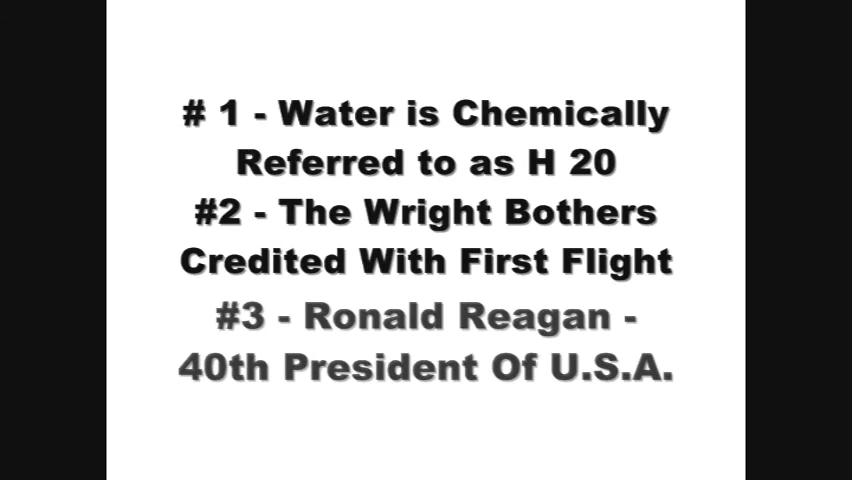 # 1 - Water is Chemically
Referred to as H 20
#2 - The Wright Bothers
Credited With First Flight
#3 - Ronald Reagan -
40th President Of U.S.A.